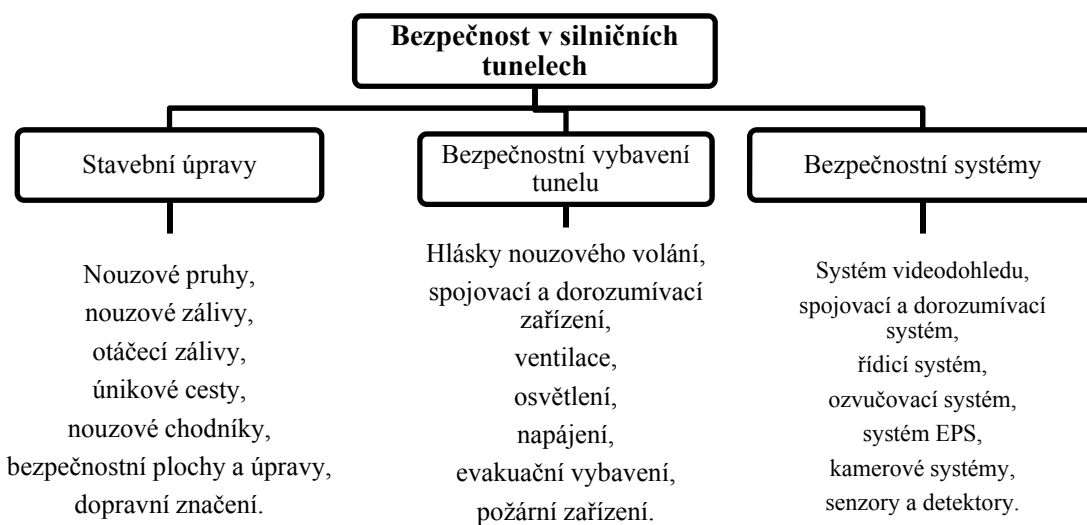 Bezpečnost v silničních
tunelech
Stavební úpravy
Nouzové pruhy,
nouzové zálivy,
otáčecí zálivy,
únikové cesty,
nouzové chodníky,
bezpečnostní plochy a úpravy,
dopravní značení.
Bezpečnostní vybavení
tunelu
Hlásky nouzového volání,
spojovací a dorozumívací
zařízení,
ventilace,
osvětlení,
napájení,
evakuační vybavení,
požární zařízení.
Bezpečnostní systémy
Systém videodohledu,
spojovací a dorozumívací
systém,
řídicí systém,
ozvučovací systém,
systém EPS,
kamerové systémy,
senzory a detektory.